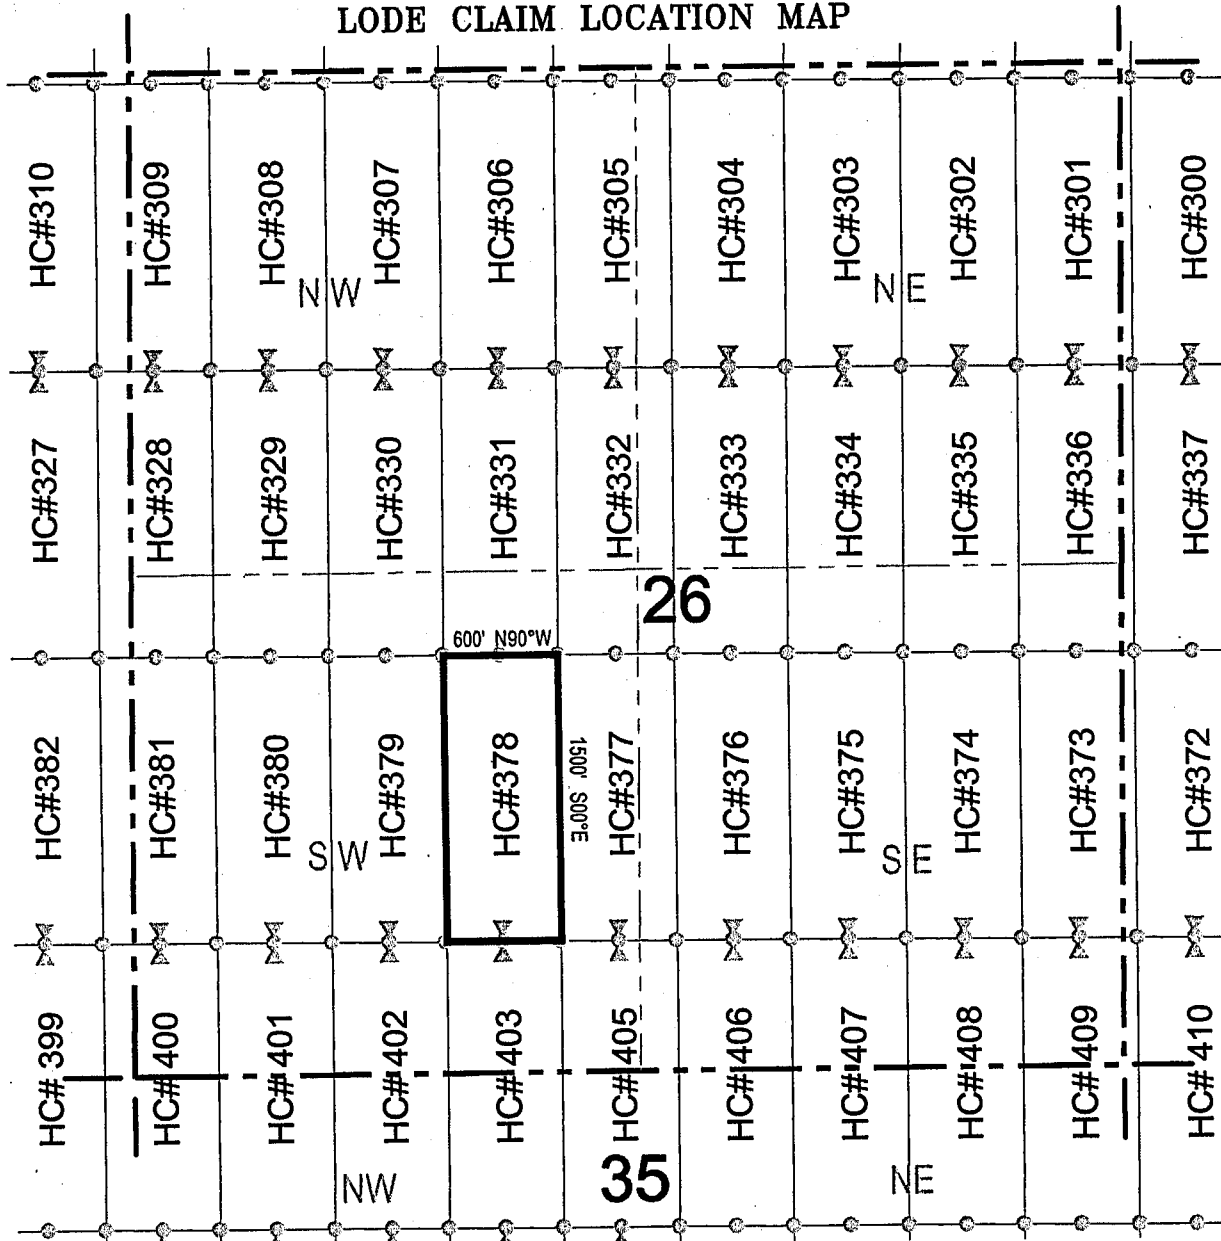 LODE CLAIM LOCATION MAP
HC#310
HC#309
HC#308
HC#307
HC#306
HC#305
HC#304
HC#303
HC#302
HC#301
HC#300
NW
NE
HC#327
HC#328
HC#329
HC#330
HC#331
HC#332
HC#333
HC#334
HC#335
HC#336
HC#337
26
600' N90°W
HC#382
HC#381
HC#380
HC#379
HC#378
1500' S00°E
HC#377
HC#376
HC#375
HC#374
HC#373
HC#372
SW
SE
HC#399
HC#400
HC#401
HC#402
HC#403
HC#405
HC#406
HC#407
HC#408
HC#409
HC#410
NW
35
NE